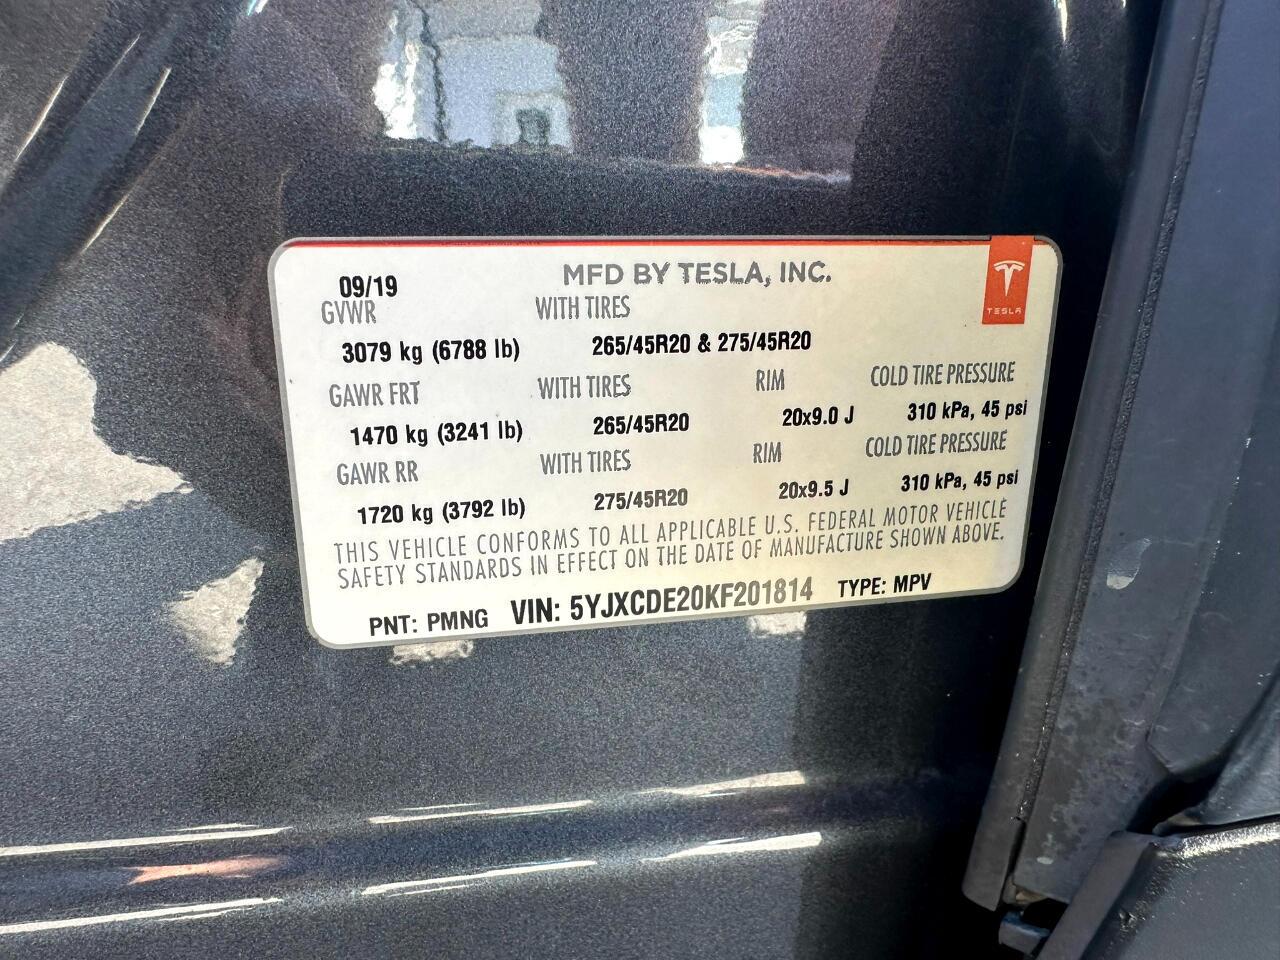 09/19 MFD BY TESLA, INC.
TESLA
GVWR WITH TIRES
3079 kg (6788 lb) 265/45R20 & 275/45R20
GAWR FRT WITH TIRES RIM COLD TIRE PRESSURE
1470 kg (3241 lb) 265/45R20 20x9.0 J 310 kPa, 45 psi
GAWR RR WITH TIRES RIM COLD TIRE PRESSURE
1720 kg (3792 lb) 275/45R20 20x9.5 J 310 kPa, 45 psi
THIS VEHICLE CONFORMS TO ALL APPLICABLE U.S. FEDERAL MOTOR VEHICLE
SAFETY STANDARDS IN EFFECT ON THE DATE OF MANUFACTURE SHOWN ABOVE.
PNT: PMNG VIN: 5YJXCDE20KF201814 TYPE: MPV